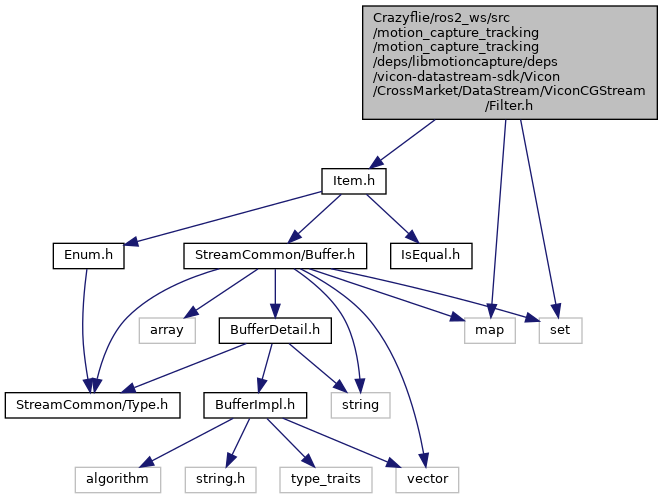 Crazyflie/ros2_ws/src
/motion_capture_tracking
/motion_capture_tracking
/deps/libmotioncapture/deps
/vicon-datastream-sdk/Vicon
/CrossMarket/DataStream/ViconCGStream
/Filter.h
Item.h
Enum.h
StreamCommon/Buffer.h
IsEqual.h
array
BufferDetail.h
map
set
StreamCommon/Type.h
BufferImpl.h
string
algorithm
string.h
type_traits
vector